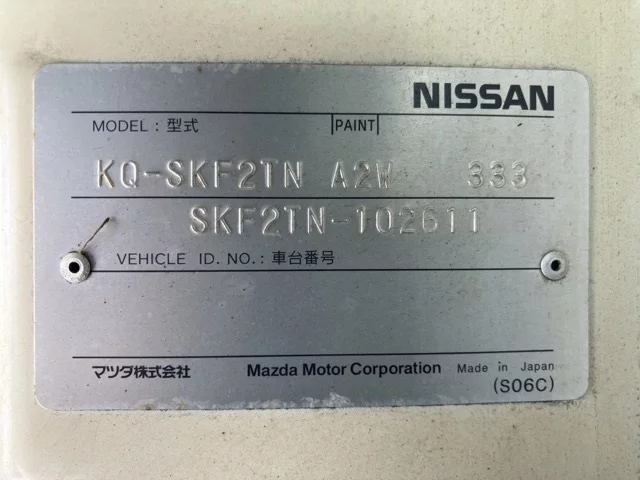 NISSAN
MODEL : 型式 |PAINT|
KQ-SKF2TN A2W 333
SKF2TN-102611
VEHICLE ID. NO. : 車台番号
マツダ株式会社 Mazda Motor Corporation Made in Japan
(S06C)